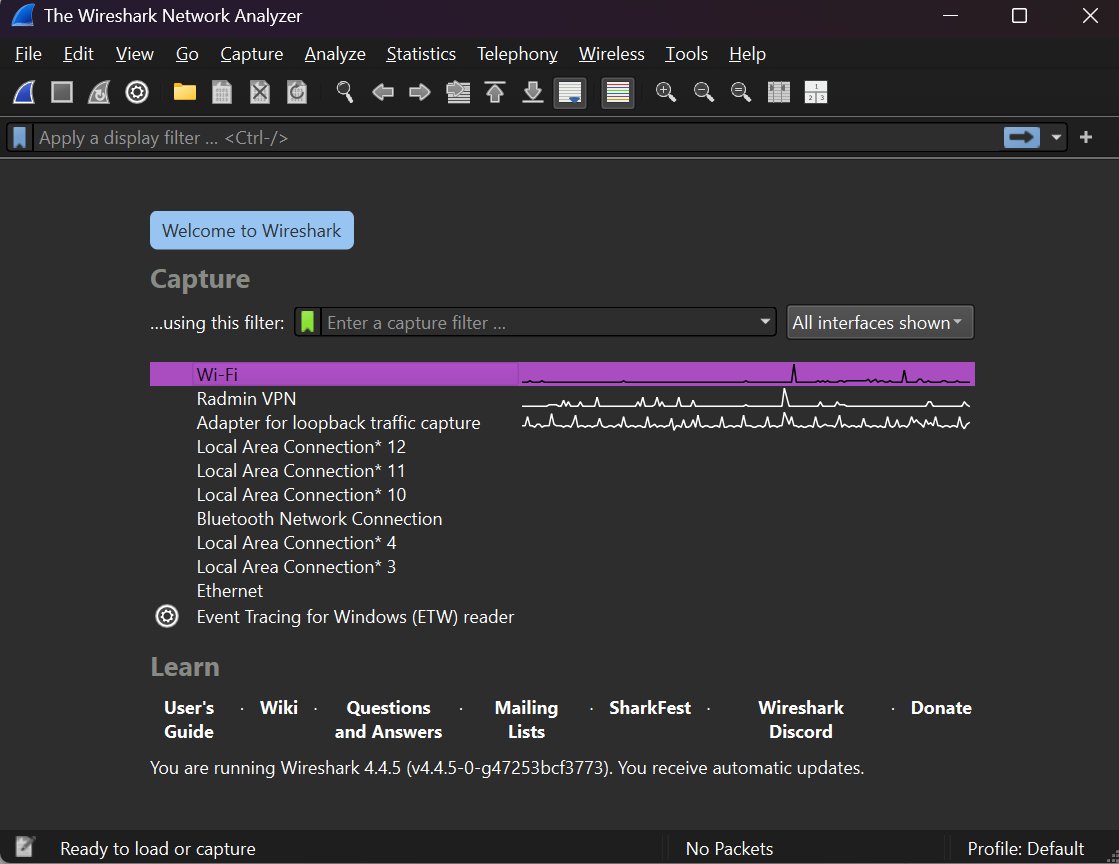 The Wireshark Network Analyzer
File Edit View Go Capture Analyze Statistics Telephony Wireless Tools Help
Apply a display filter ... <Ctrl-/>
Welcome to Wireshark
Capture
...using this filter: Enter a capture filter ... All interfaces shown
Wi-Fi
Radmin VPN
Adapter for loopback traffic capture
Local Area Connection* 12
Local Area Connection* 11
Local Area Connection* 10
Bluetooth Network Connection
Local Area Connection* 4
Local Area Connection* 3
Ethernet
Event Tracing for Windows (ETW) reader
Learn
User's Guide · Wiki · Questions and Answers · Mailing Lists · SharkFest · Wireshark Discord · Donate
You are running Wireshark 4.4.5 (v4.4.5-0-g47253bcf3773). You receive automatic updates.
Ready to load or capture No Packets Profile: Default